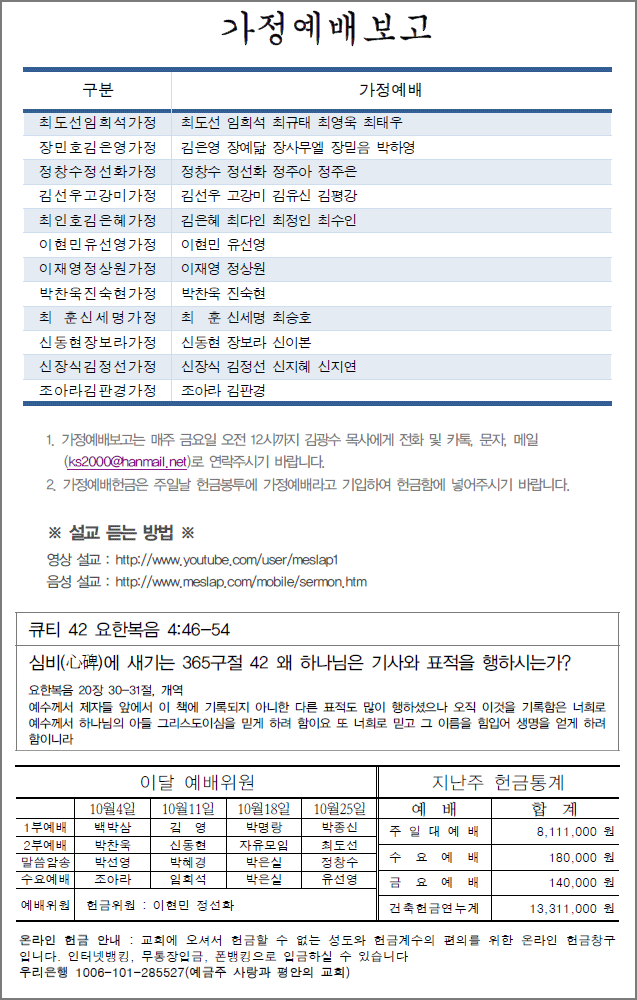 가정예배보고
구분 가정예배
최도선임희석가정 최도선 임희석 최규태 최영욱 최태우
장민호김은영가정 김은영 장예닮 장사무엘 장믿음 박하영
정창수정선화가정 정창수 정선화 정주아 정주은
김선우고강미가정 김선우 고강미 김유신 김평강
최인호김은혜가정 김은혜 최다인 최정인 최수인
이현민유선영가정 이현민 유선영
이재영정상원가정 이재영 정상원
박찬욱진숙현가정 박찬욱 진숙현
최 훈신세명가정 최 훈 신세명 최승호
신동현장보라가정 신동현 장보라 신이본
신장식김정선가정 신장식 김정선 신지혜 신지연
조아라김판경가정 조아라 김판경
1. 가정예배보고는 매주 금요일 오전 12시까지 김광수 목사에게 전화 및 카톡, 문자, 메일
(ks2000@hanmail.net)로 연락주시기 바랍니다.
2. 가정예배헌금은 주일날 헌금봉투에 가정예배라고 기입하여 헌금함에 넣어주시기 바랍니다.
※ 설교 듣는 방법 ※
영상 설교 : http://www.youtube.com/user/meslap1
음성 설교 : http://www.meslap.com/mobile/sermon.htm
큐티 42 요한복음 4:46-54
심비(心碑)에 새기는 365구절 42 왜 하나님은 기사와 표적을 행하시는가?
요한복음 20장 30-31절, 개역
예수께서 제자들 앞에서 이 책에 기록되지 아니한 다른 표적도 많이 행하셨으나 오직 이것을 기록함은 너희로
예수께서 하나님의 아들 그리스도이심을 믿게 하려 함이요 또 너희로 믿고 그 이름을 힘입어 생명을 얻게 하려
함이니라
이달 예배위원
10월4일 10월11일 10월18일 10월25일
1부예배 백박삼 김 영 박명랑 박종신
2부예배 박찬욱 신동현 자유모임 최도선
말씀암송 박선영 박혜경 박은실 정창수
수요예배 조아라 임희석 박은실 유선영
예배위원 헌금위원 : 이현민 정선화
지난주 헌금통계
예 배 합 계
주 일 대 예 배 8,111,000 원
수 요 예 배 180,000 원
금 요 예 배 140,000 원
건축헌금연누계 13,311,000 원
온라인 헌금 안내 : 교회에 오셔서 헌금할 수 없는 성도와 헌금계수의 편의를 위한 온라인 헌금창구
입니다. 인터넷뱅킹, 무통장입금, 폰뱅킹으로 입금하실 수 있습니다
우리은행 1006-101-285527(예금주 사랑과 평안의 교회)